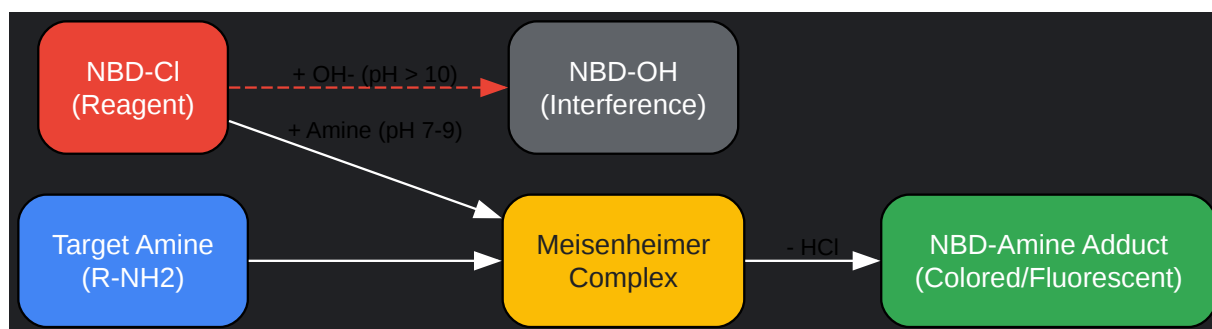 NBD-Cl
(Reagent)
+ OH- (pH > 10)
NBD-OH
(Interference)
+ Amine (pH 7-9)
Target Amine
(R-NH2)
Meisenheimer
Complex
- HCl
NBD-Amine Adduct
(Colored/Fluorescent)